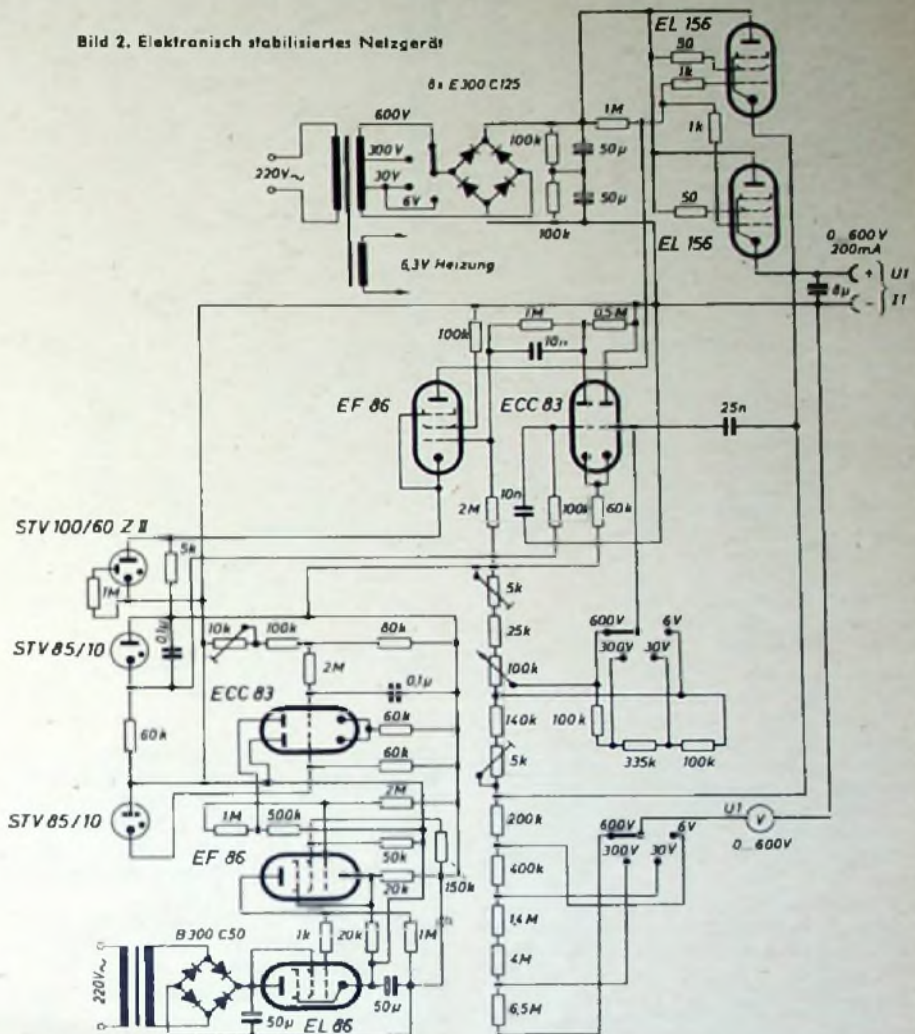 Bild 2. Elektronisch stabilisiertes Netzgerät
EL 156
50
1k
8x E300 C125
600V
1M
100k
50µ
1k
300V
220V~
30V
50µ
6V
50
100k
EL 156
0...600V
200mA
6,3V Heizung
+
U1
8µ
-
I1
1M
0,5M
100k
10n
EF 86
ECC 83
25n
10n
2M
100k
60k
STV 100/60 Z II
5k
1M
5k
600V
6V
25k
300V
30V
0,1µ
10k
100k
80k
STV 85/10
100k
2M
ECC 83
0,1µ
140k
100k
60k
60k
335k
100k
5k
60k
2M
STV 85/10
1M
500k
200k
U1
V
600V
6V
0...600V
50k
300V
30V
EF 86
400k
150k
20k
1,4M
1k
20k
1M
B300 C50
4M
220V~
50µ
50µ
6,5M
EL 86